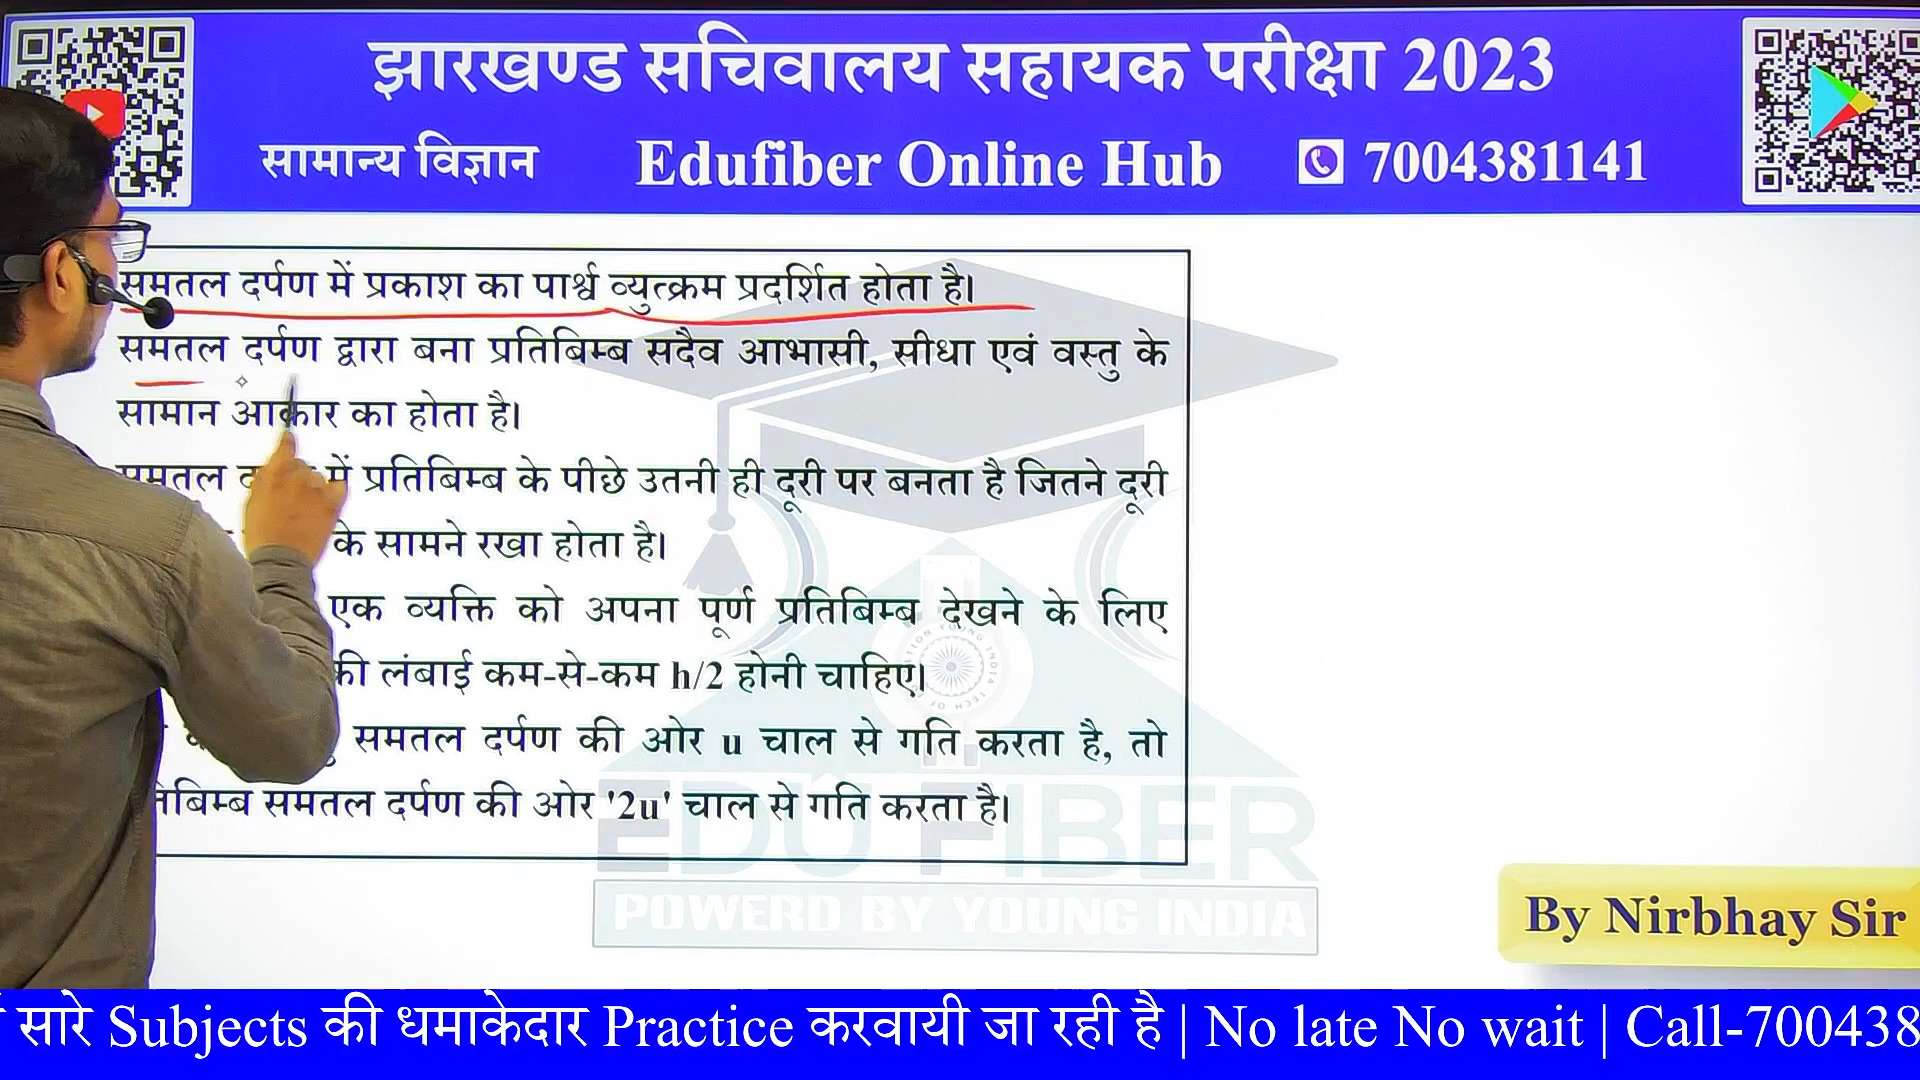 झारखण्ड सचिवालय सहायक परीक्षा 2023
सामान्य विज्ञान Edufiber Online Hub 7004381141
समतल दर्पण में प्रकाश का पार्श्व व्युत्क्रम प्रदर्शित होता है।
समतल दर्पण द्वारा बना प्रतिबिम्ब सदैव आभासी, सीधा एवं वस्तु के
सामान आकार का होता है।
समतल में प्रतिबिम्ब के पीछे उतनी ही दूरी पर बनता है जितने दूरी
के सामने रखा होता है।
एक व्यक्ति को अपना पूर्ण प्रतिबिम्ब देखने के लिए
की लंबाई कम-से-कम h/2 होनी चाहिए।
समतल दर्पण की ओर u चाल से गति करता है, तो
समतल दर्पण की ओर '2u' चाल से गति करता है।
EDU FIBER
POWERD BY YOUNG INDIA
By Nirbhay Sir
सारे Subjects की धमाकेदार Practice करवायी जा रही है | No late No wait | Call-700438